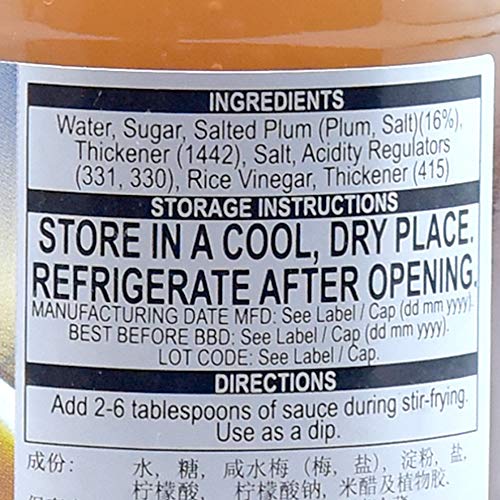 INGREDIENTS
Water, Sugar, Salted Plum (Plum, Salt)(16%),
Thickener (1442), Salt, Acidity Regulators
(331, 330), Rice Vinegar, Thickener (415)
STORAGE INSTRUCTIONS
STORE IN A COOL, DRY PLACE.
REFRIGERATE AFTER OPENING.
MANUFACTURING DATE MFD: See Label / Cap (dd mm yyyy).
BEST BEFORE BBD: See Label / Cap (dd mm yyyy).
LOT CODE: See Label / Cap.
DIRECTIONS
Add 2-6 tablespoons of sauce during stir-frying.
Use as a dip.
成份: 水, 糖, 咸水梅 (梅, 盐), 淀粉, 盐,
柠檬酸, 柠檬酸钠, 米醋及植物胶.